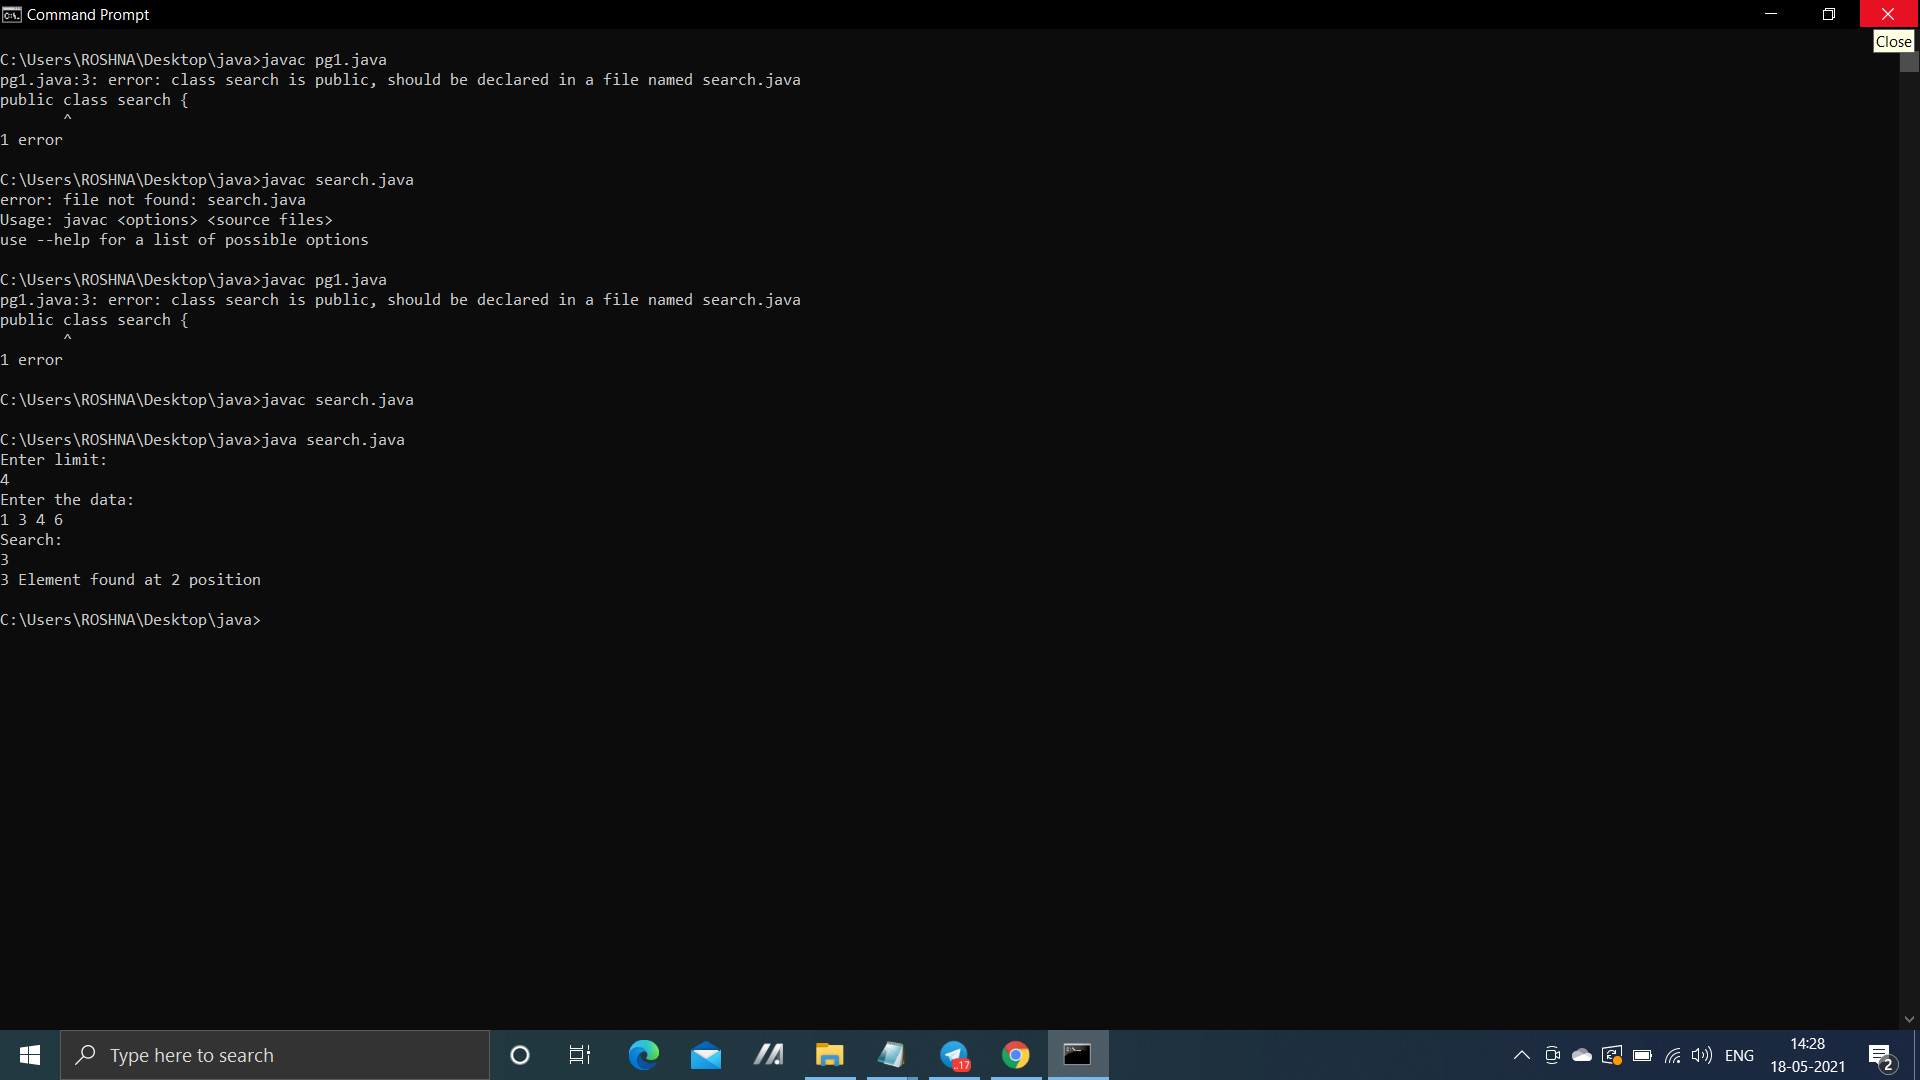 Command Prompt
Close
C:\Users\ROSHNA\Desktop\java>javac pg1.java
pg1.java:3: error: class search is public, should be declared in a file named search.java
public class search {
       ^
1 error
C:\Users\ROSHNA\Desktop\java>javac search.java
error: file not found: search.java
Usage: javac <options> <source files>
use --help for a list of possible options
C:\Users\ROSHNA\Desktop\java>javac pg1.java
pg1.java:3: error: class search is public, should be declared in a file named search.java
public class search {
       ^
1 error
C:\Users\ROSHNA\Desktop\java>javac search.java
C:\Users\ROSHNA\Desktop\java>java search.java
Enter limit:
4
Enter the data:
1 3 4 6
Search:
3
3 Element found at 2 position
C:\Users\ROSHNA\Desktop\java>
Type here to search
..17
ENG
14:28
18-05-2021
2